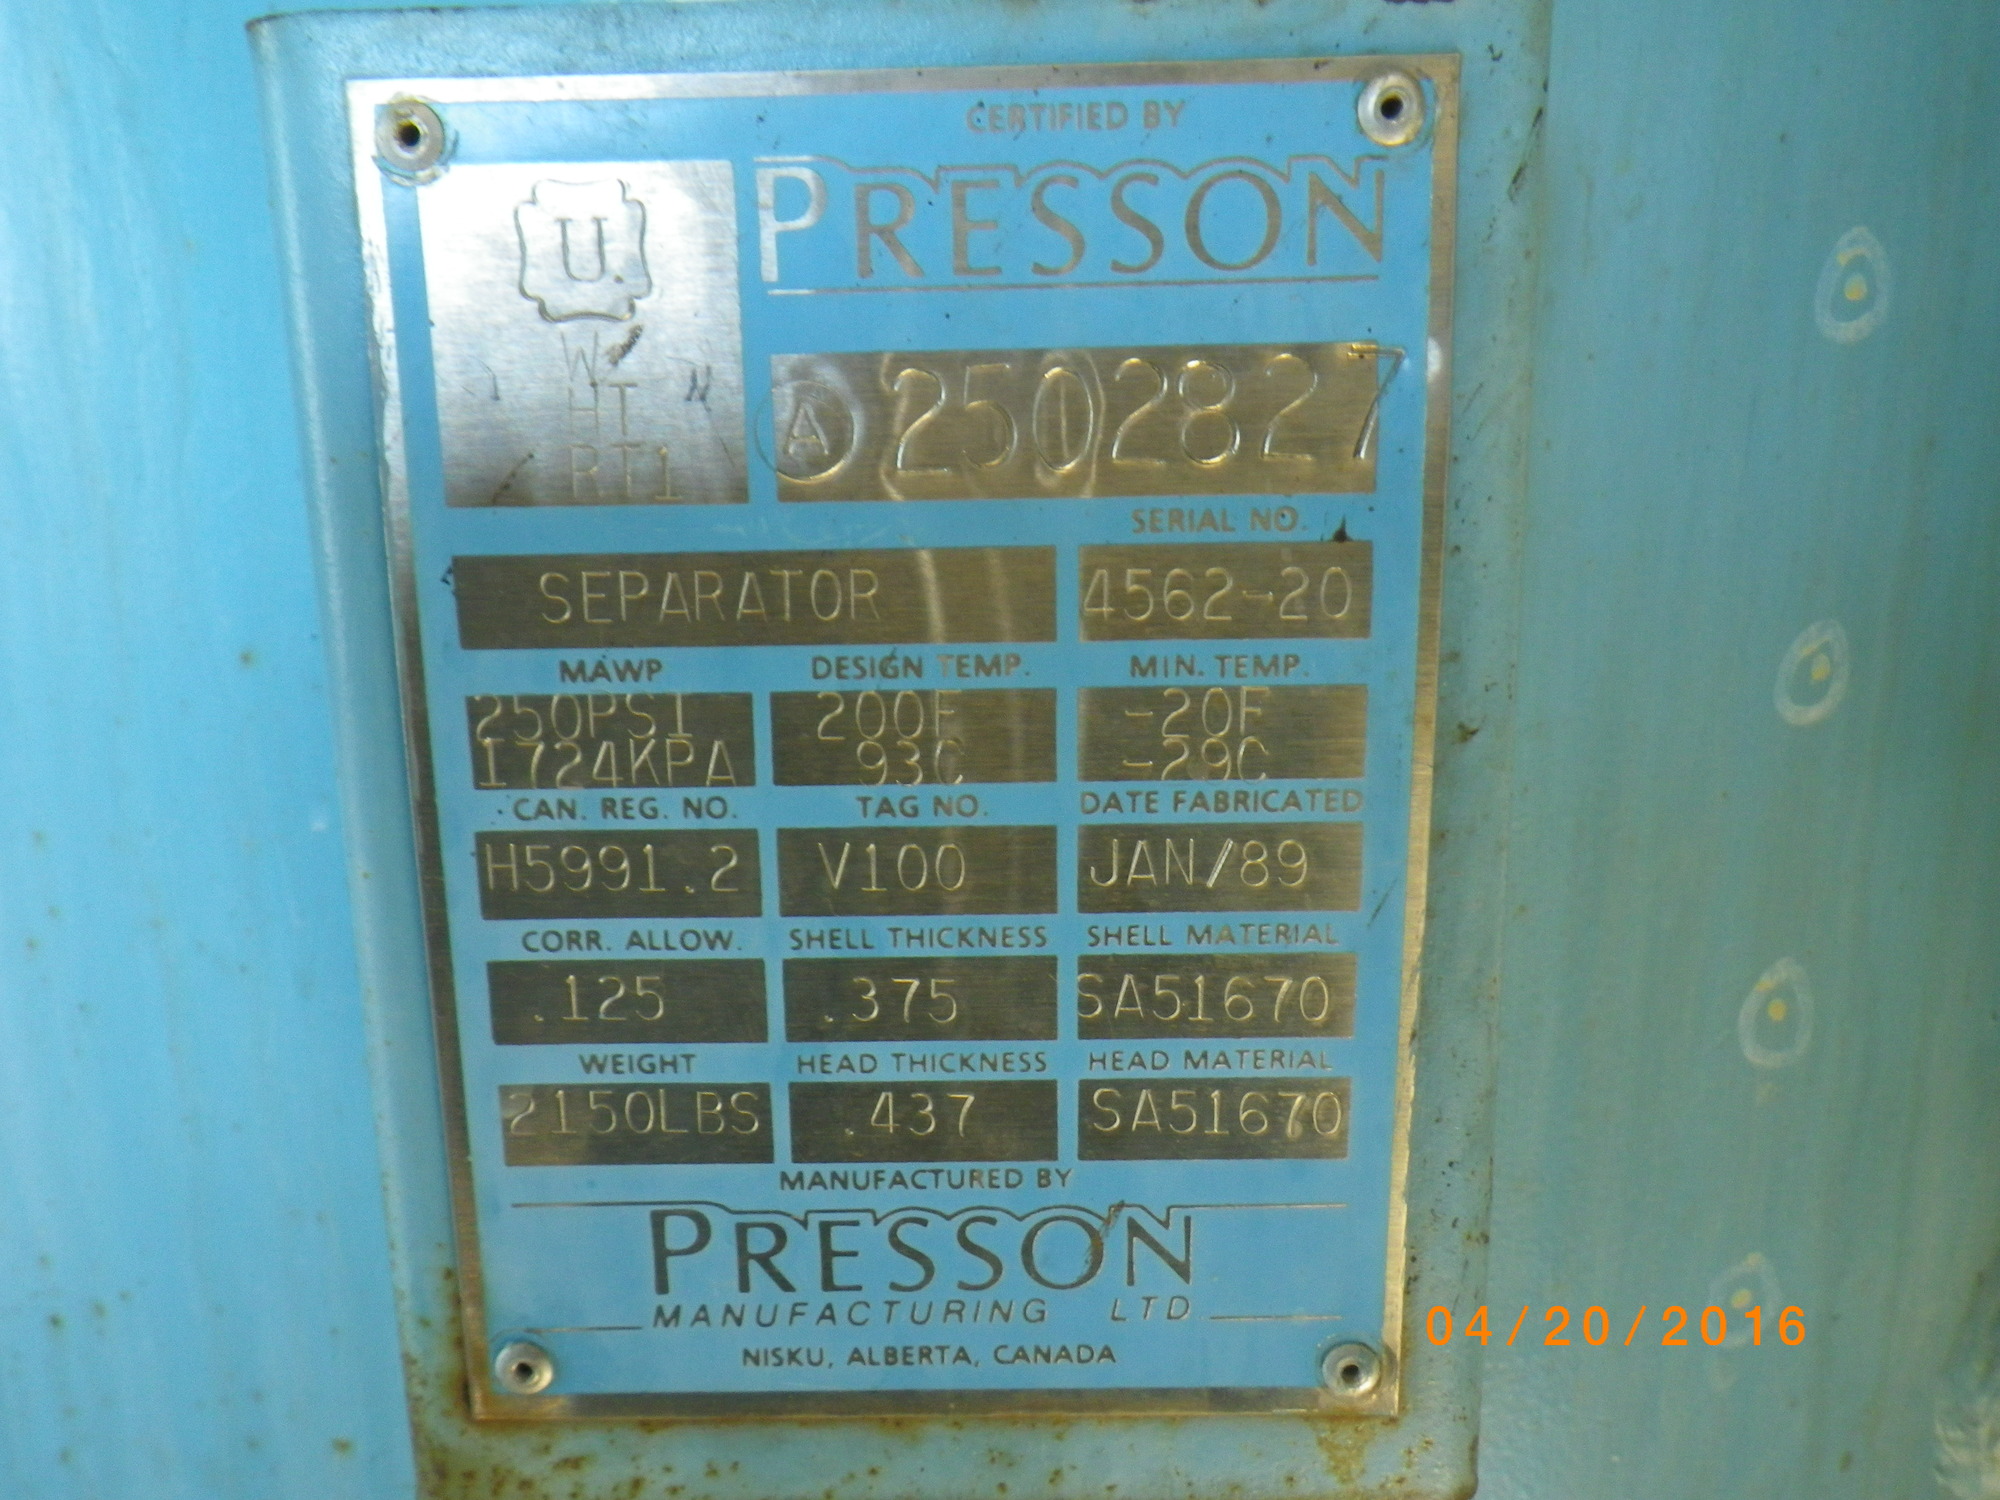 CERTIFIED BY
PRESSON
U
W
HT
RT1
A 2502827
SERIAL NO.
SEPARATOR 4562-20
MAWP DESIGN TEMP. MIN. TEMP.
250PSI 200F -20F
1724KPA 93C -29C
CAN. REG. NO. TAG NO. DATE FABRICATED
H5991.2 V100 JAN/89
CORR. ALLOW. SHELL THICKNESS SHELL MATERIAL
.125 .375 SA51670
WEIGHT HEAD THICKNESS HEAD MATERIAL
2150LBS .437 SA51670
MANUFACTURED BY
PRESSON
MANUFACTURING LTD
NISKU, ALBERTA, CANADA
04/20/2016